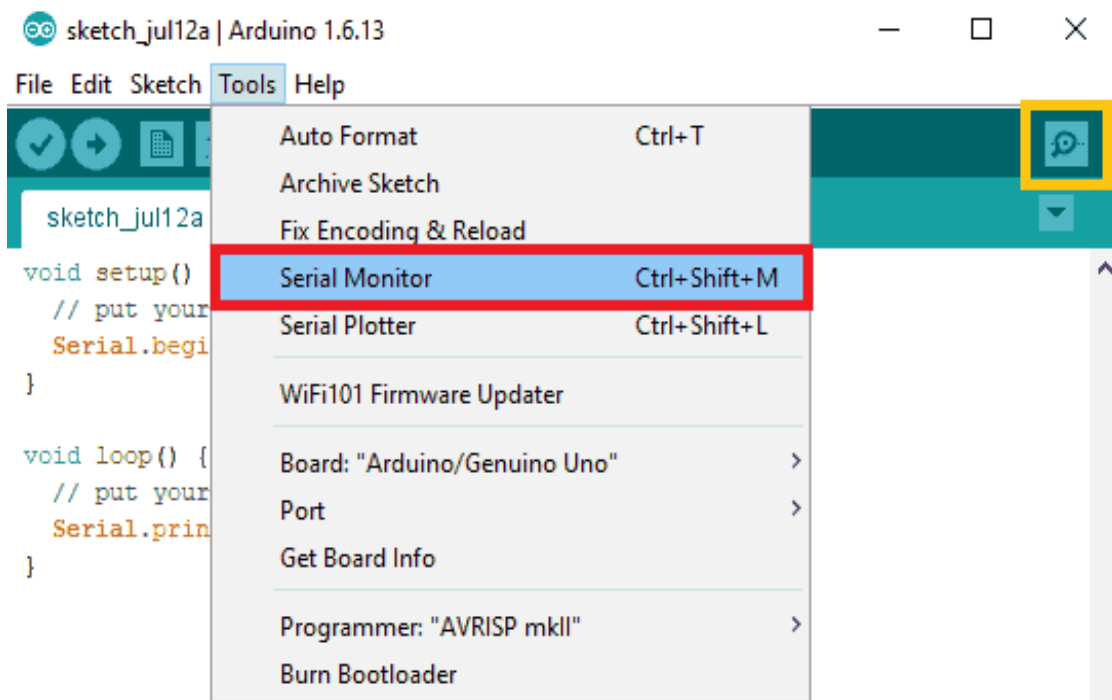 sketch_jul12a | Arduino 1.6.13
File Edit Sketch Tools Help
Auto Format Ctrl+T
Archive Sketch
sketch_jul12a
Fix Encoding & Reload
void setup()
Serial Monitor Ctrl+Shift+M
// put your
Serial Plotter Ctrl+Shift+L
Serial.begi
}
WiFi101 Firmware Updater
void loop() {
Board: "Arduino/Genuino Uno"
// put your
Port
Serial.prin
Get Board Info
}
Programmer: "AVRISP mkII"
Burn Bootloader